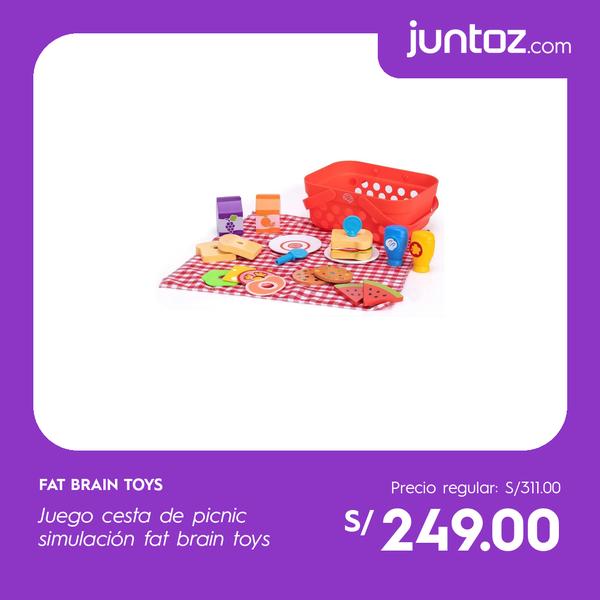 juntoz.com
FAT BRAIN TOYS
Juego cesta de picnic
simulación fat brain toys
Precio regular: S/311.00
S/ 249.00